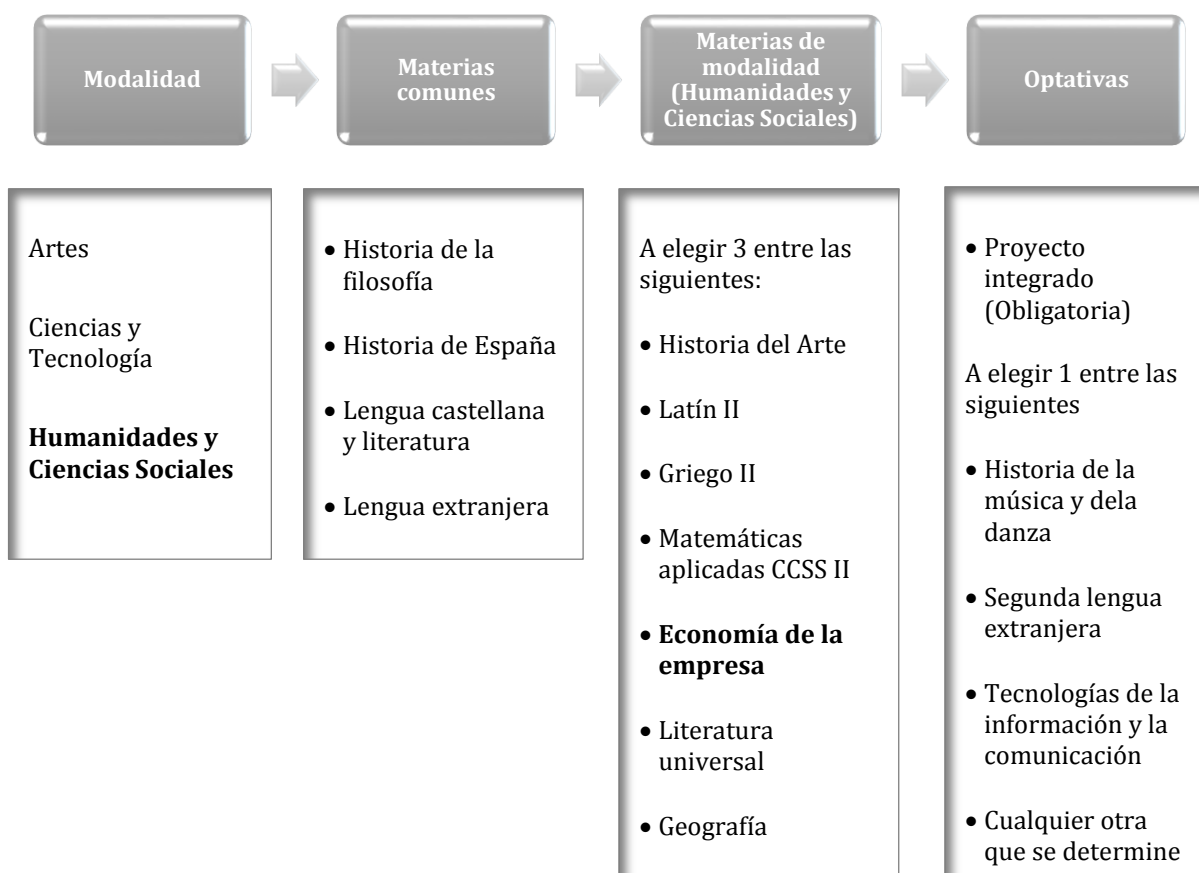 Modalidad
Materias
comunes
Materias de
modalidad
(Humanidades y
Ciencias Sociales)
Optativas
Artes
Ciencias y
Tecnología
Humanidades y
Ciencias Sociales
• Historia de la
filosofía
• Historia de España
• Lengua castellana
y literatura
• Lengua extranjera
A elegir 3 entre las
siguientes:
• Historia del Arte
• Latín II
• Griego II
• Matemáticas
aplicadas CCSS II
• Economía de la
empresa
• Literatura
universal
• Geografía
• Proyecto
integrado
(Obligatoria)
A elegir 1 entre las
siguientes
• Historia de la
música y dela
danza
• Segunda lengua
extranjera
• Tecnologías de la
información y la
comunicación
• Cualquier otra
que se determine